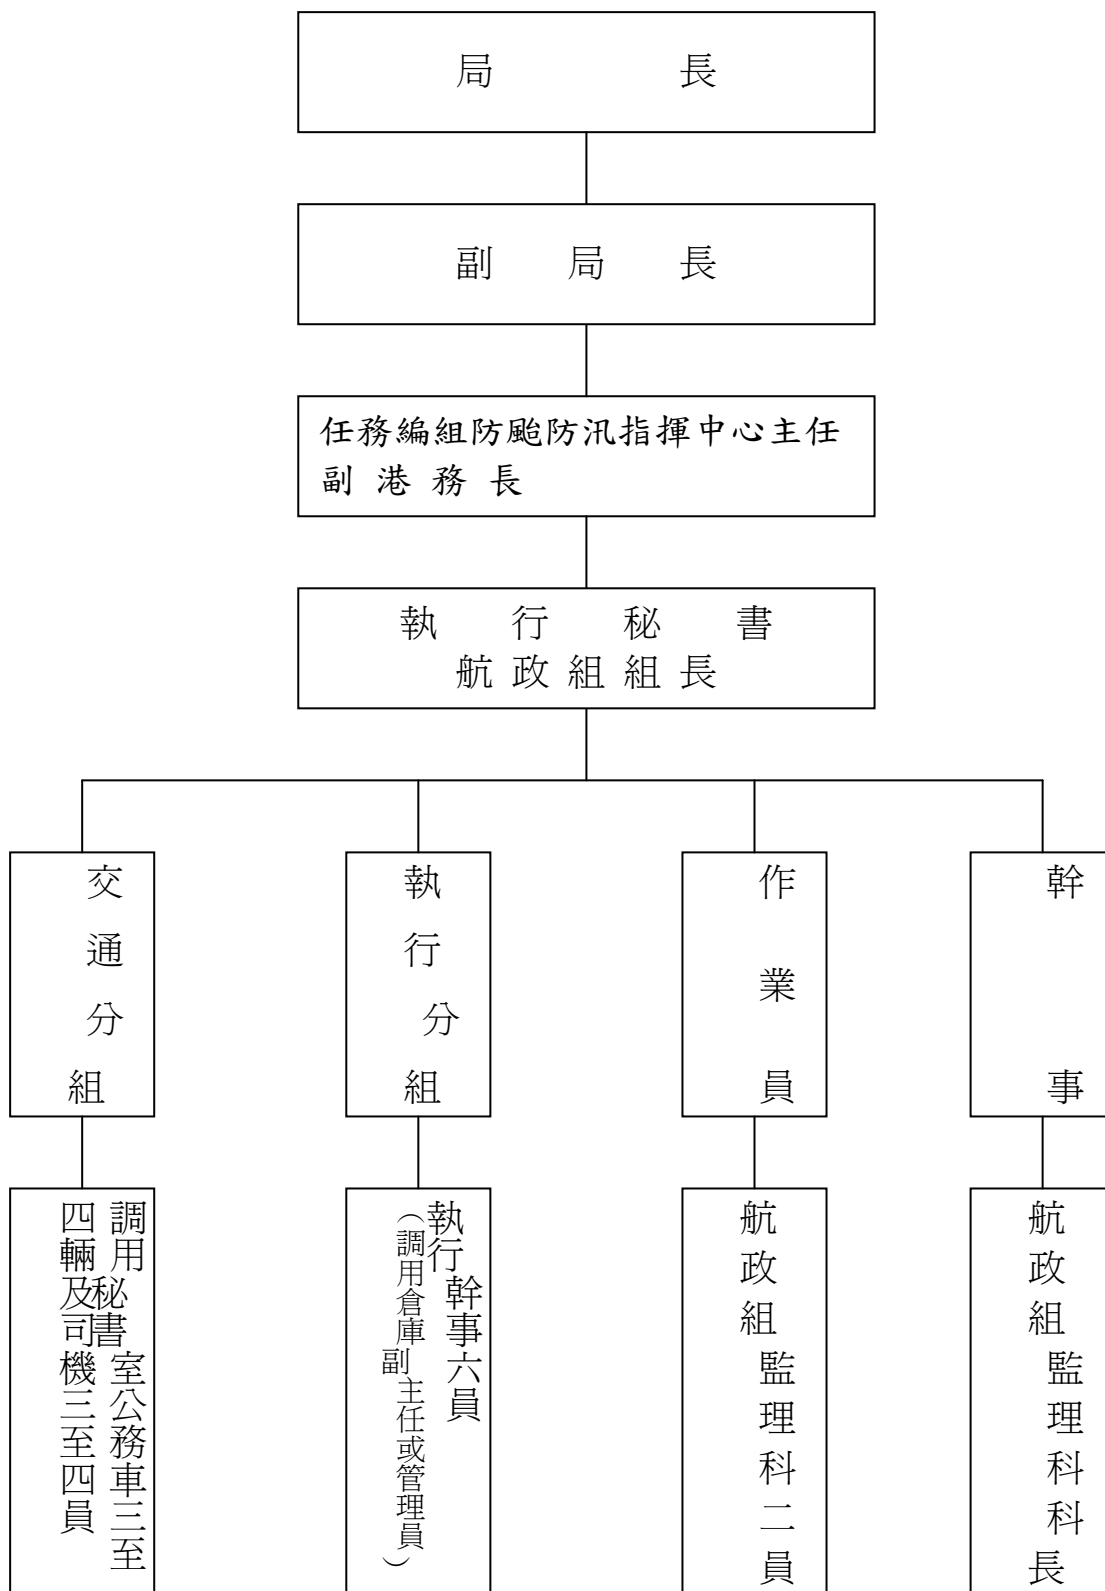 局長
副局長
任務編組防颱防汛指揮中心主任
副港務長
執行秘書
航政組組長
交通分組
執行分組
作業員
幹事
調用秘書室公務車三至
四輛及司機三至四員
執行幹事六員
（調用倉庫副主任或管理員）
航政組監理科二員
航政組監理科科長